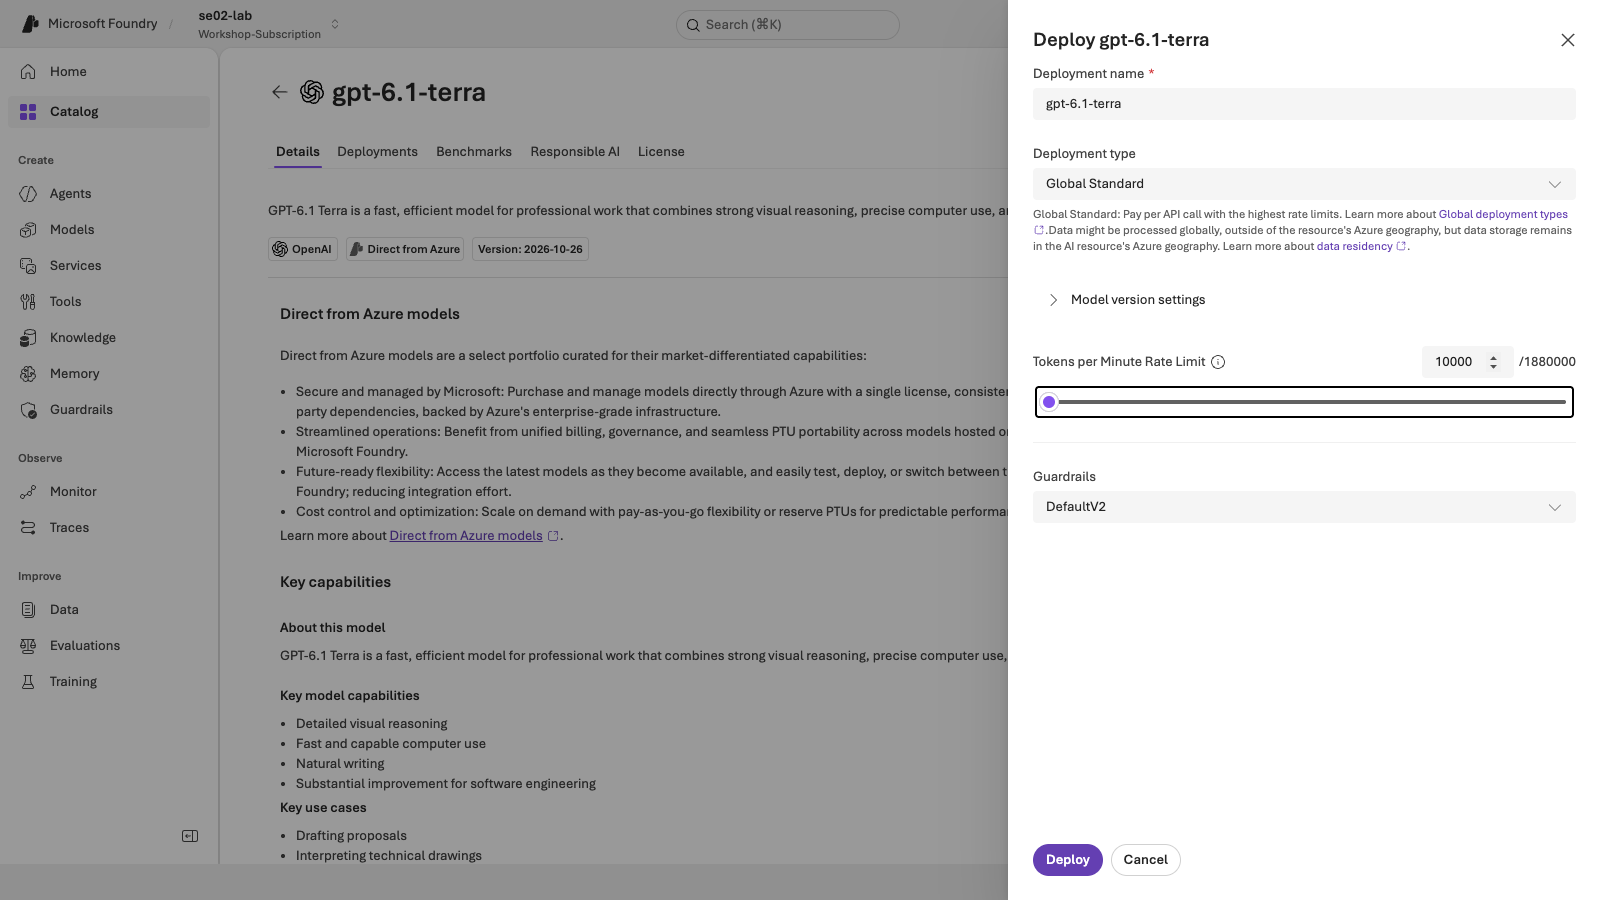 Microsoft Foundry
/
se02-lab
Workshop-Subscription
Search (⌘K)
Home
Catalog
Create
Agents
Models
Services
Tools
Knowledge
Memory
Guardrails
Observe
Monitor
Traces
Improve
Data
Evaluations
Training
gpt-6.1-terra
Details
Deployments
Benchmarks
Responsible AI
License
GPT-6.1 Terra is a fast, efficient model for professional work that combines strong visual reasoning, precise computer use,
OpenAI
Direct from Azure
Version: 2026-10-26
Direct from Azure models
Direct from Azure models are a select portfolio curated for their market-differentiated capabilities:
• Secure and managed by Microsoft: Purchase and manage models directly through Azure with a single license,
party dependencies, backed by Azure's enterprise-grade infrastructure.
• Streamlined operations: Benefit from unified billing, governance, and seamless PTU portability across models hosted
Microsoft Foundry.
• Future-ready flexibility: Access the latest models as they become available, and easily test, deploy, or switch between
Foundry; reducing integration effort.
• Cost control and optimization: Scale on demand with pay-as-you-go flexibility or reserve PTUs for predictable
Learn more about Direct from Azure models .
Key capabilities
About this model
GPT-6.1 Terra is a fast, efficient model for professional work that combines strong visual reasoning, precise computer use,
Key model capabilities
• Detailed visual reasoning
• Fast and capable computer use
• Natural writing
• Substantial improvement for software engineering
Key use cases
• Drafting proposals
• Interpreting technical drawings
Deploy gpt-6.1-terra
Deployment name *
gpt-6.1-terra
Deployment type
Global Standard
Global Standard: Pay per API call with the highest rate limits. Learn more about Global deployment types
.Data might be processed globally, outside of the resource's Azure geography, but data storage remains
in the AI resource's Azure geography. Learn more about data residency .
Model version settings
Tokens per Minute Rate Limit
10000
/1880000
Guardrails
DefaultV2
Deploy
Cancel